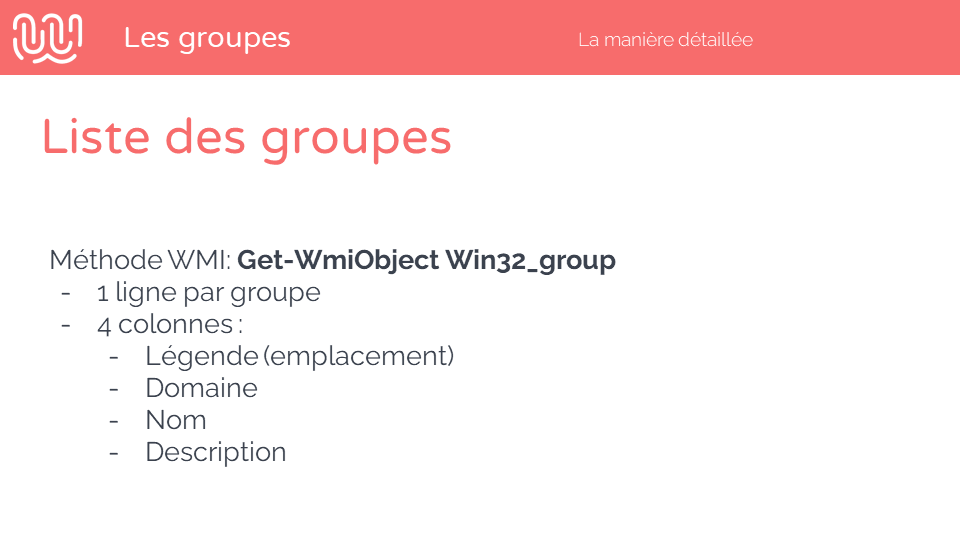 Les groupes
La manière détaillée
Liste des groupes
Méthode WMI: Get-WmiObject Win32_group
- 1 ligne par groupe
- 4 colonnes :
- Légende (emplacement)
- Domaine
- Nom
- Description